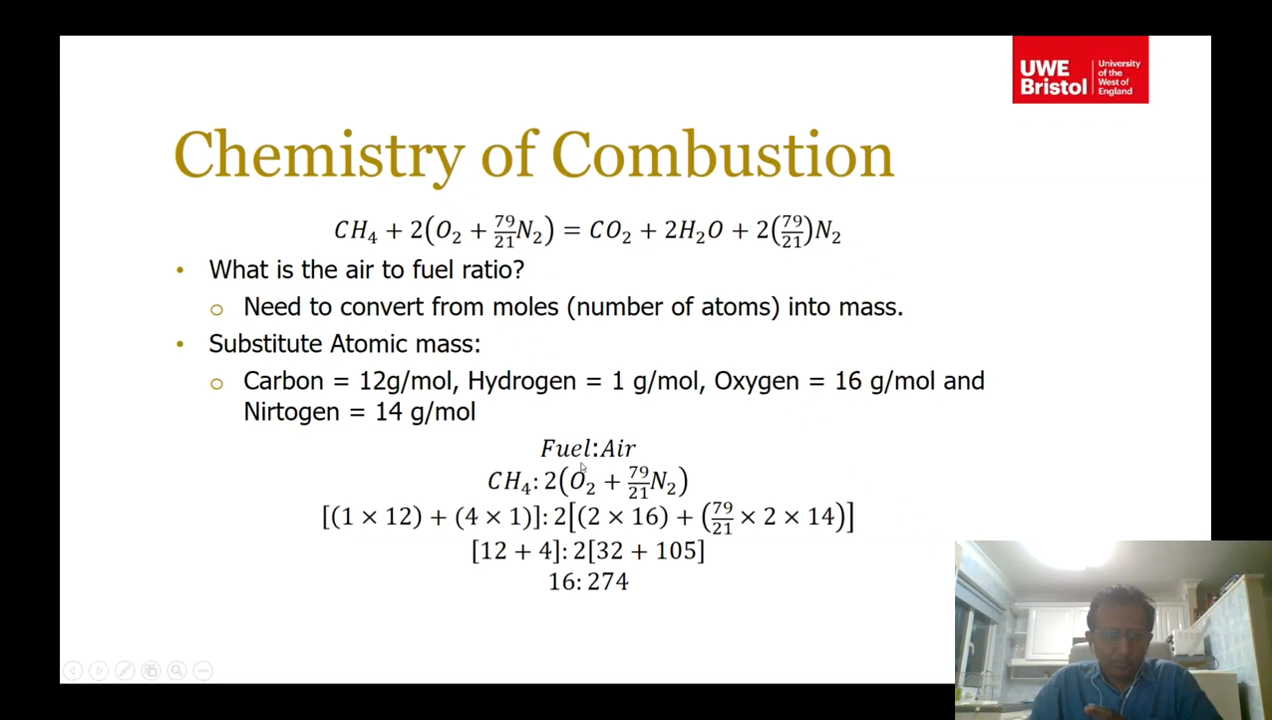 UWE Bristol
University of the West of England
Chemistry of Combustion
CH₄ + 2(O₂ + 79/21 N₂) = CO₂ + 2H₂O + 2(79/21)N₂
• What is the air to fuel ratio?
o Need to convert from moles (number of atoms) into mass.
• Substitute Atomic mass:
o Carbon = 12g/mol, Hydrogen = 1 g/mol, Oxygen = 16 g/mol and
Nirtogen = 14 g/mol
Fuel:Air
CH₄: 2(O₂ + 79/21 N₂)
[(1 × 12) + (4 × 1)]: 2[(2 × 16) + (79/21 × 2 × 14)]
[12 + 4]: 2[32 + 105]
16: 274